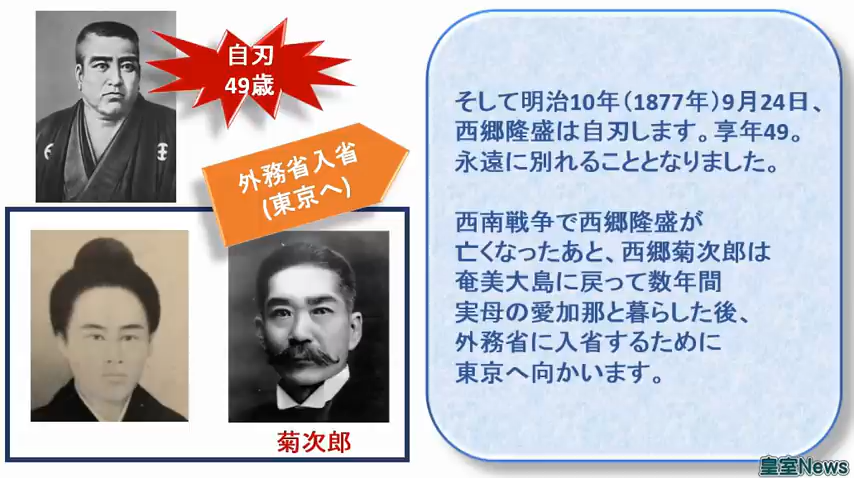 自刃
49歳
外務省入省
(東京へ)
菊次郎
そして明治10年（1877年）9月24日、
西郷隆盛は自刃します。享年49。
永遠に別れることとなりました。
西南戦争で西郷隆盛が
亡くなったあと、西郷菊次郎は
奄美大島に戻って数年間
実母の愛加那と暮らした後、
外務省に入省するために
東京へ向かいます。
皇室News